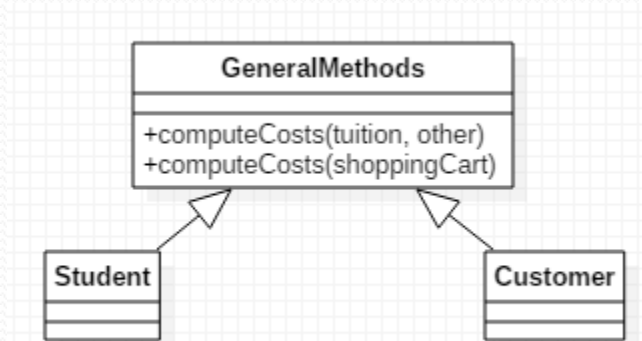 GeneralMethods
+computeCosts(tuition, other)
+computeCosts(shoppingCart)
Student
Customer